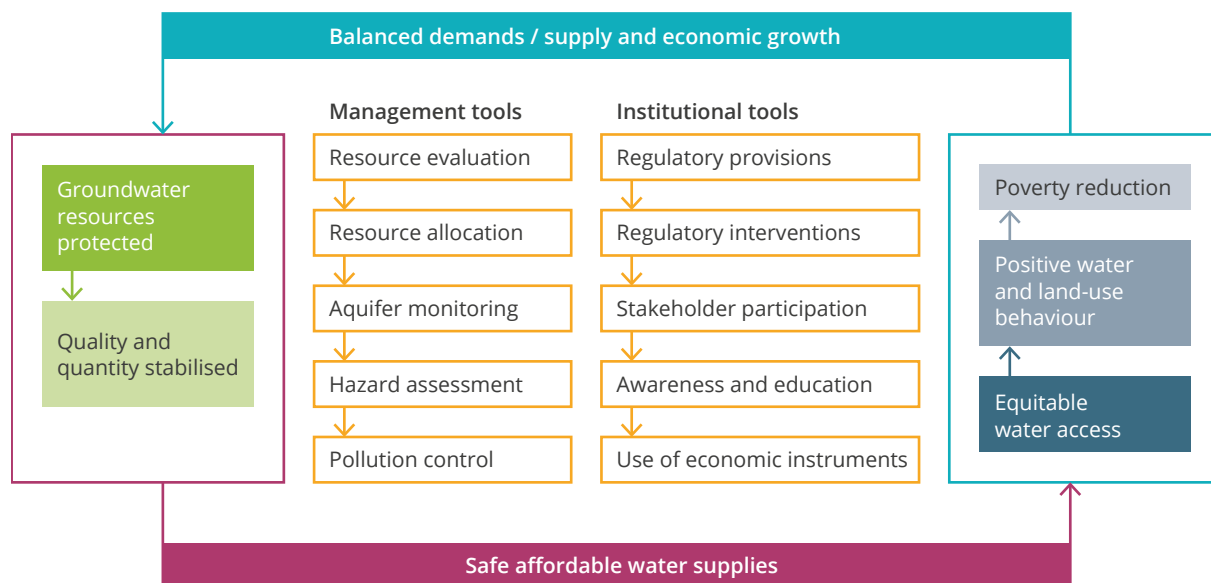 Balanced demands / supply and economic growth
Management tools
Institutional tools
Groundwater
resources
protected
Quality and
quantity stabilised
Resource evaluation
Resource allocation
Aquifer monitoring
Hazard assessment
Pollution control
Regulatory provisions
Regulatory interventions
Stakeholder participation
Awareness and education
Use of economic instruments
Poverty reduction
Positive water
and land-use
behaviour
Equitable
water access
Safe affordable water supplies